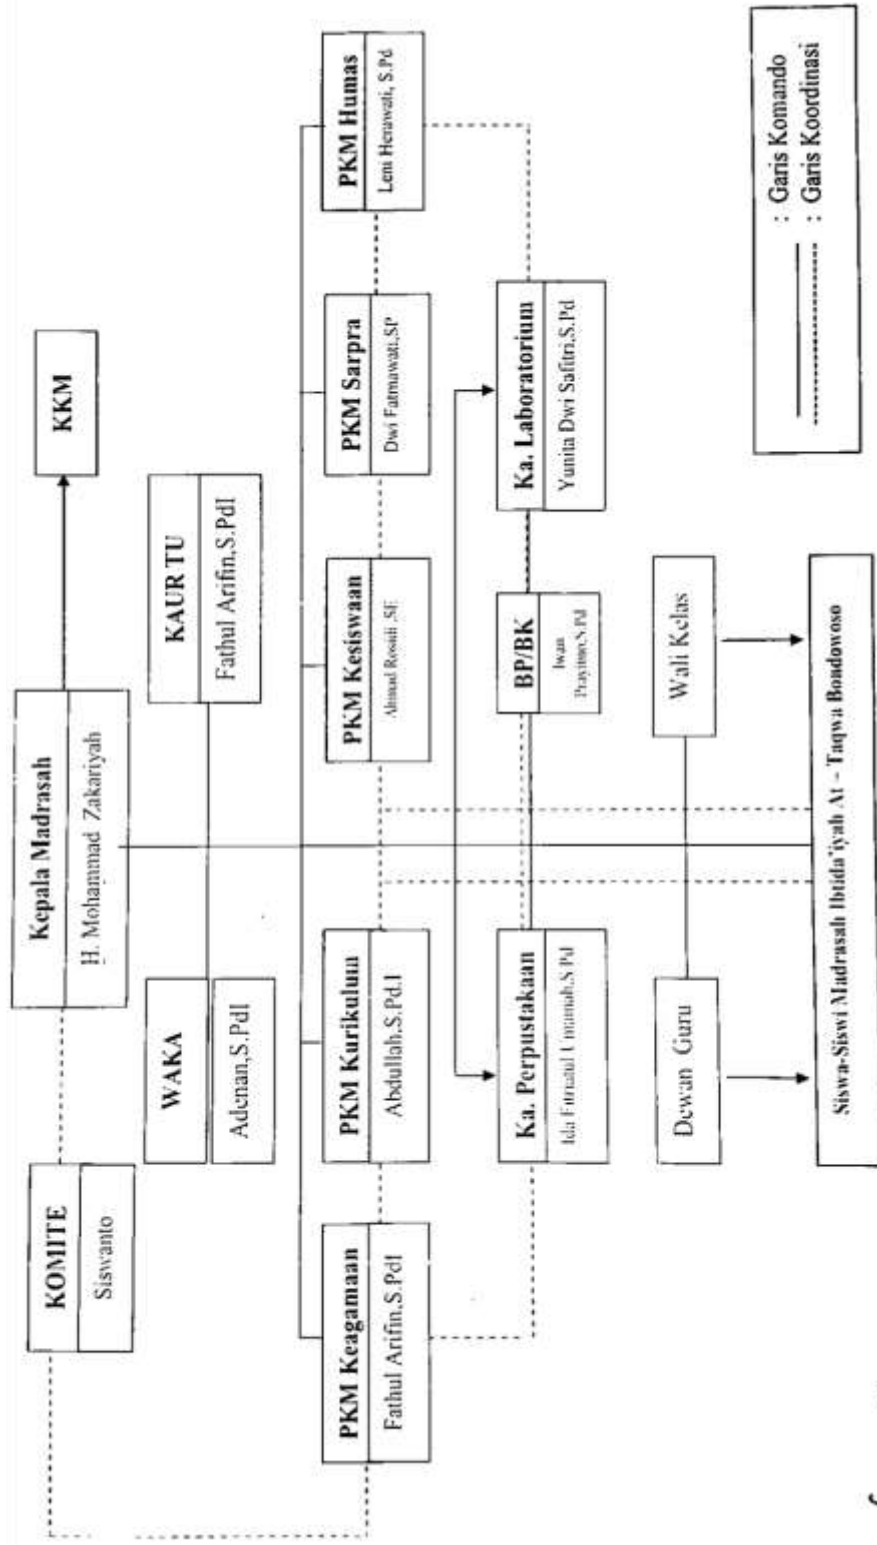 Kepala Madrasah
H. Mohammad Zakariyah
KKM
KOMITE
Siswanto
WAKA
Adenan,S.PdI
KAUR TU
Fathul Arifin,S.PdI
PKM Keagamaan
Fathul Arifin,S.PdI
PKM Kurikulum
Abdullah.S.Pd.I
PKM Kesiswaan
Ahmad Rosidi ,SE
PKM Sarpra
Dwi Fatmawati,SP
PKM Humas
Leni Herawati, S.Pd
Ka. Perpustakaan
Ida Fitriatul S.Pd
BP/BK
Iwan
Prayitno,S.Pd
Ka. Laboratorium
Yunita Dwi Safitri,S.Pd
Dewan Guru
Wali Kelas
Siswa-Siswi Madrasah Ibtida'iyah At – Taqwa Bondowoso
: Garis Komando
: Garis Koordinasi